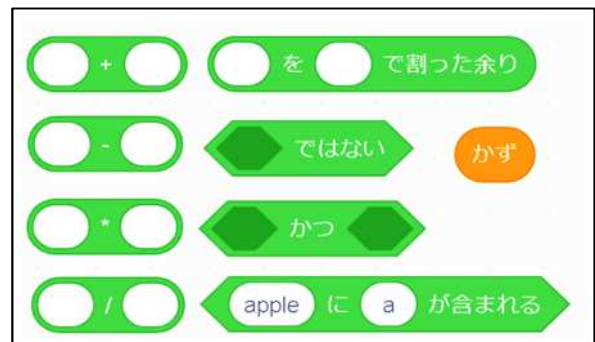 +
を で割った余り
-
ではない
かず
*
かつ
/
apple に a が含まれる